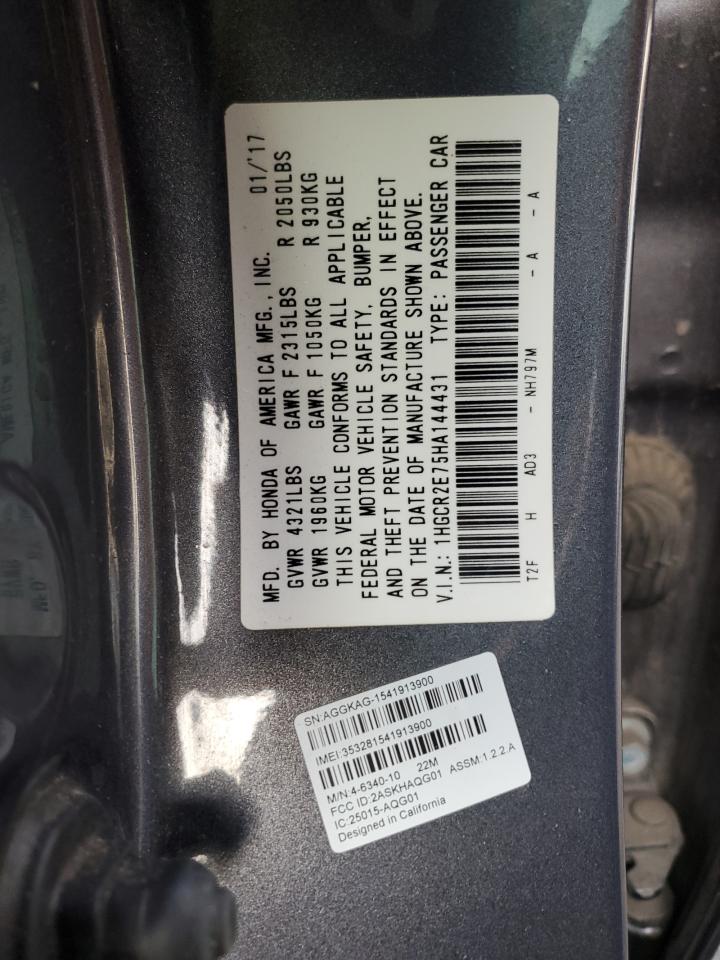 MFD. BY HONDA OF AMERICA MFG., INC. 01/'17
GVWR 4321LBS GAWR F 2315LBS R 2050LBS
GVWR 1960KG GAWR F 1050KG R 930KG
THIS VEHICLE CONFORMS TO ALL APPLICABLE
FEDERAL MOTOR VEHICLE SAFETY, BUMPER,
AND THEFT PREVENTION STANDARDS IN EFFECT
ON THE DATE OF MANUFACTURE SHOWN ABOVE.
V.I.N.: 1HGCR2E75HA144431 TYPE: PASSENGER CAR
T2F H AD3 - NH797M - A - A
SN:AGGKAG-1541913900
IMEI:353281541913900
M/N:4-6340-10 22M
FCC ID:2ASKHAQG01 ASSM:1.2.2.A
IC:25015-AQG01
Designed in California